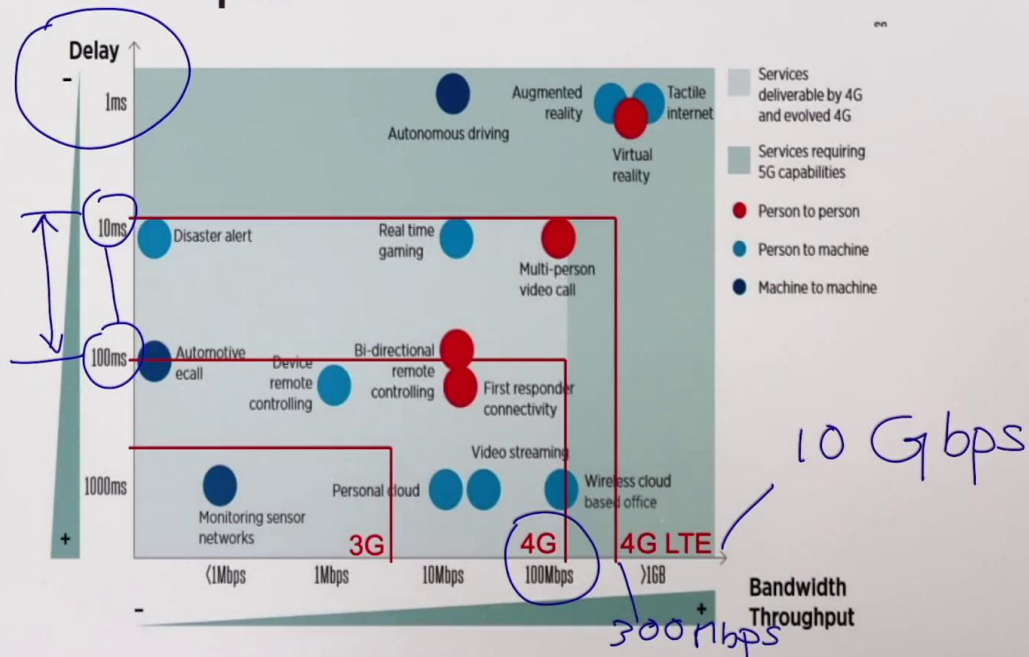 Delay
-
1ms
10ms
100ms
1000ms
+
Autonomous driving
Augmented
reality
Tactile
internet
Virtual
reality
Disaster alert
Real time
gaming
Multi-person
video call
Automotive
ecall
Device
remote
controlling
Bi-directional
remote
controlling
First responder
connectivity
Video streaming
Personal cloud
Wireless cloud
based office
Monitoring sensor
networks
3G
4G
4G LTE
<1Mbps
1Mbps
10Mbps
100Mbps
>1GB
-
+
Bandwidth
Throughput
300 Mbps
10 Gbps
Services
deliverable by 4G
and evolved 4G
Services requiring
5G capabilities
Person to person
Person to machine
Machine to machine